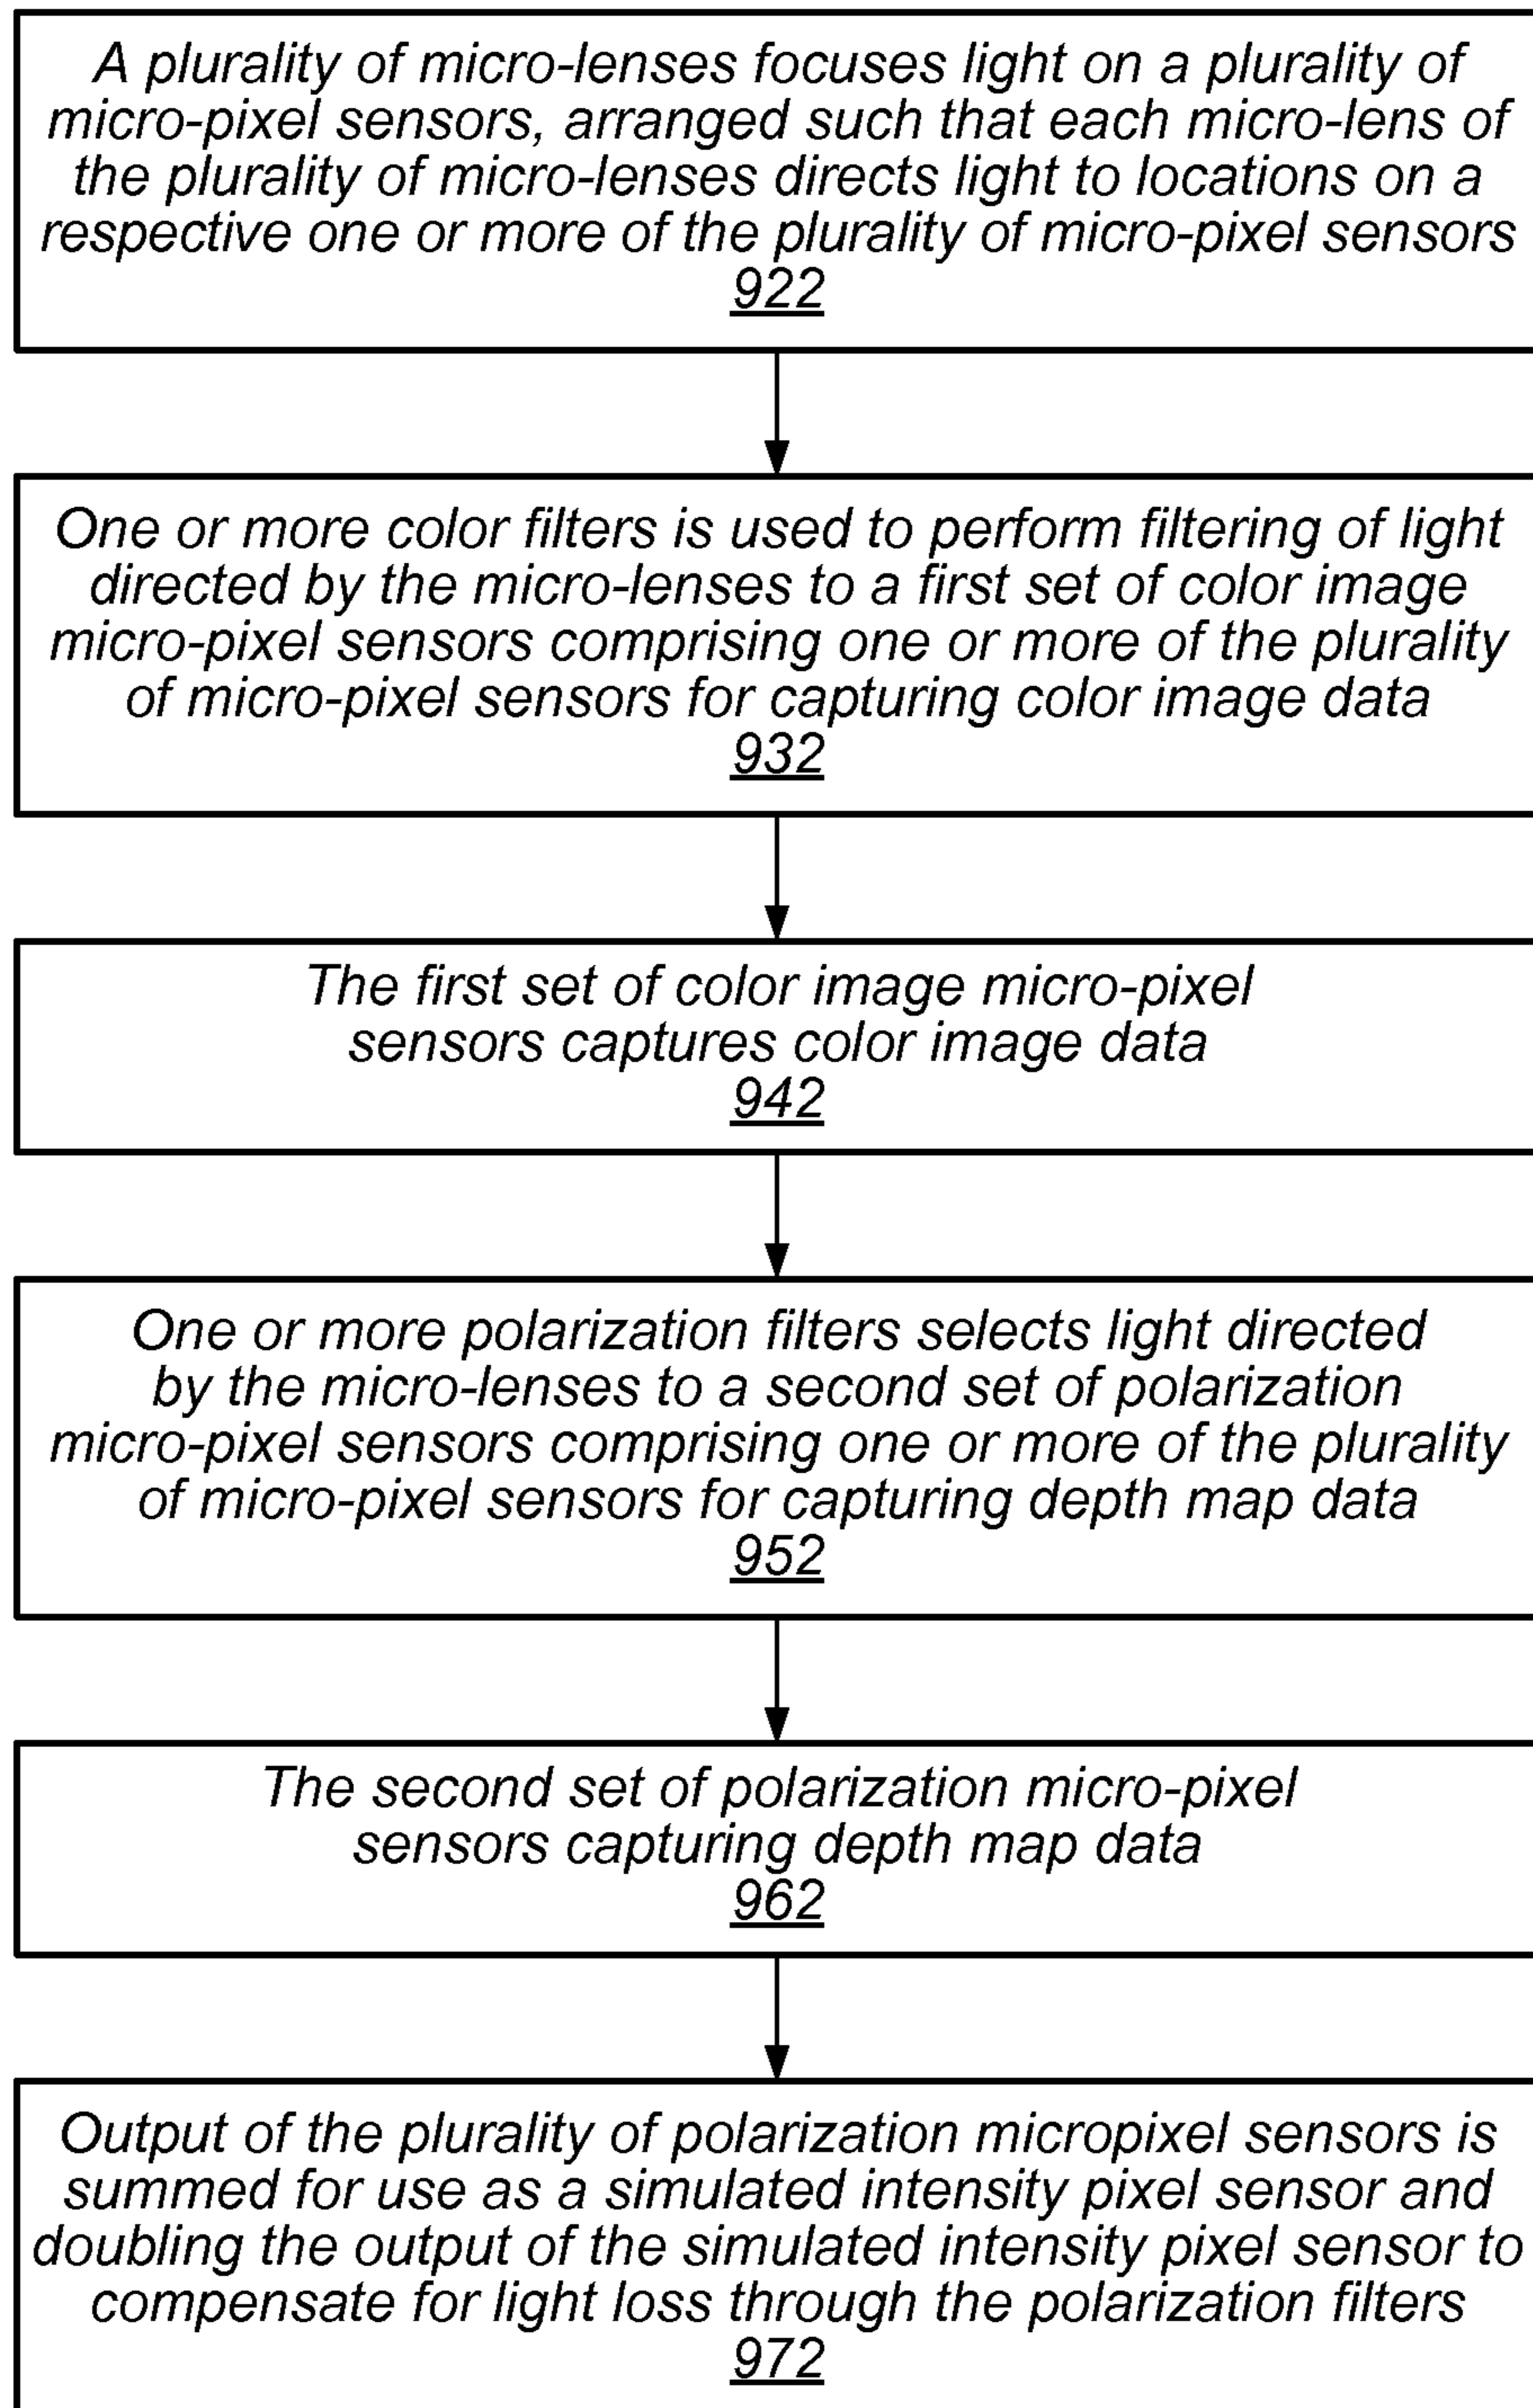 A plurality of micro-lenses focuses light on a plurality of
micro-pixel sensors, arranged such that each micro-lens of
the plurality of micro-lenses directs light to locations on a
respective one or more of the plurality of micro-pixel sensors
922
One or more color filters is used to perform filtering of light
directed by the micro-lenses to a first set of color image
micro-pixel sensors comprising one or more of the plurality
of micro-pixel sensors for capturing color image data
932
The first set of color image micro-pixel
sensors captures color image data
942
One or more polarization filters selects light directed
by the micro-lenses to a second set of polarization
micro-pixel sensors comprising one or more of the plurality
of micro-pixel sensors for capturing depth map data
952
The second set of polarization micro-pixel
sensors capturing depth map data
962
Output of the plurality of polarization micropixel sensors is
summed for use as a simulated intensity pixel sensor and
doubling the output of the simulated intensity pixel sensor to
compensate for light loss through the polarization filters
972